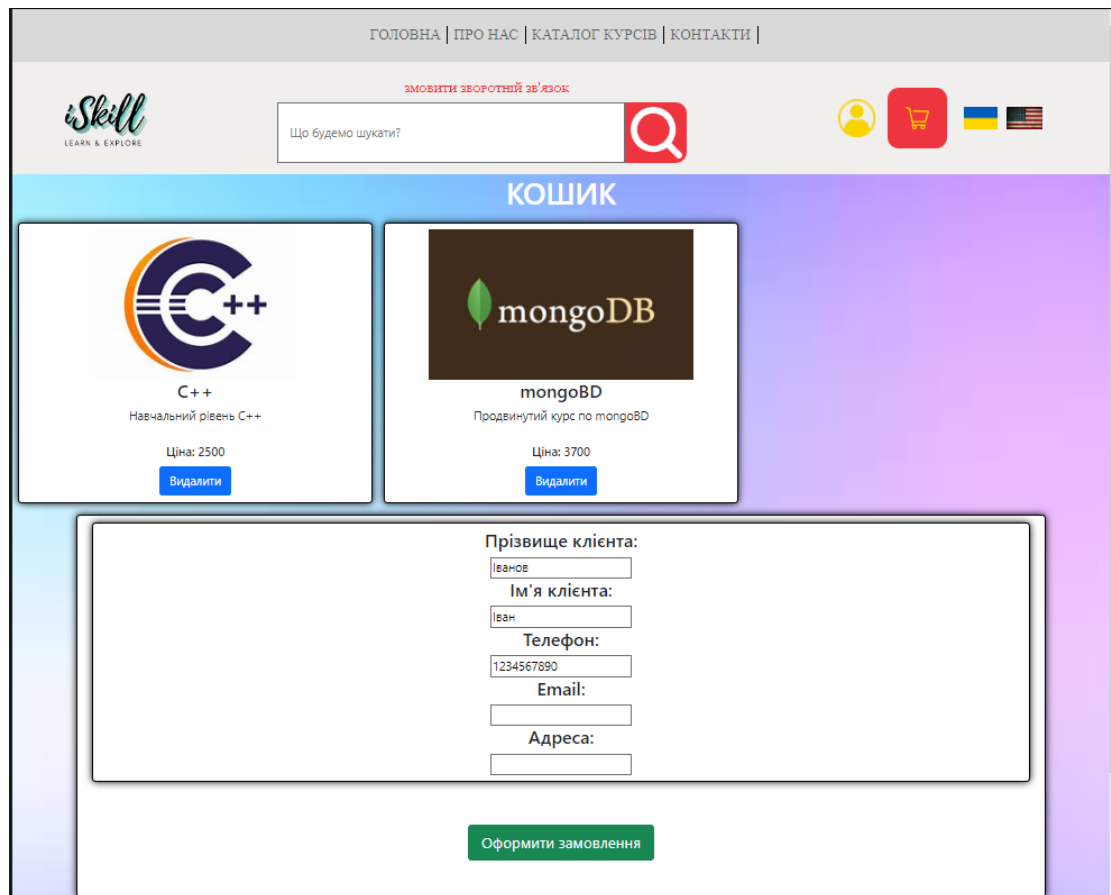 ГОЛОВНА | ПРО НАС | КАТАЛОГ КУРСІВ | КОНТАКТИ |
iSkill
LEARN & EXPLORE
ЗМОВИТИ ЗВОРОТНІЙ ЗВ'ЯЗОК
Що будемо шукати?
КОШИК
C++
C++
Навчальний рівень C++
Ціна: 2500
Видалити
mongoDB
mongoBD
Продвинутий курс по mongoBD
Ціна: 3700
Видалити
Прізвище клієнта:
Іванов
Ім'я клієнта:
Іван
Телефон:
1234567890
Email:
Адреса:
Оформити замовлення